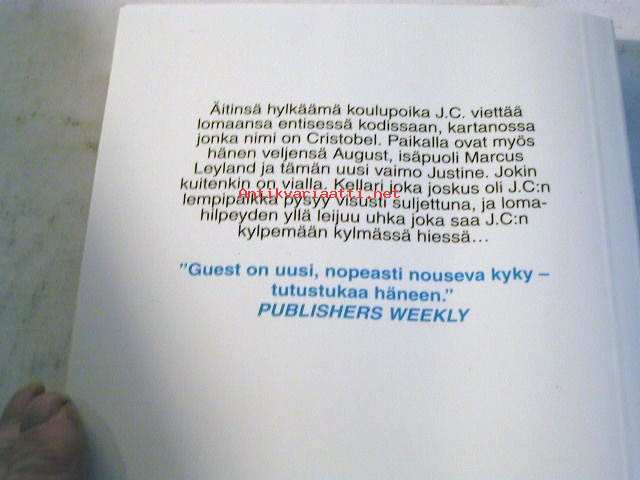 Äitinsä hylkäämä koulupoika J.C. viettää
lomaansa entisessä kodissaan, kartanossa
jonka nimi on Cristobel. Paikalla ovat myös
hänen veljensä August, isäpuoli Marcus
Leyland ja tämän uusi vaimo Justine. Jokin
kuitenkin on vialla. Kellari joka joskus oli J.C:n
Antikvariaatti.net
lempipaikka pysyy visusti suljettuna, ja loma-
hilpeyden yllä leijuu uhka joka saa J.C:n
kylpemään kylmässä hiessä...
”Guest on uusi, nopeasti nouseva kyky –
tutustukaa häneen.”
PUBLISHERS WEEKLY